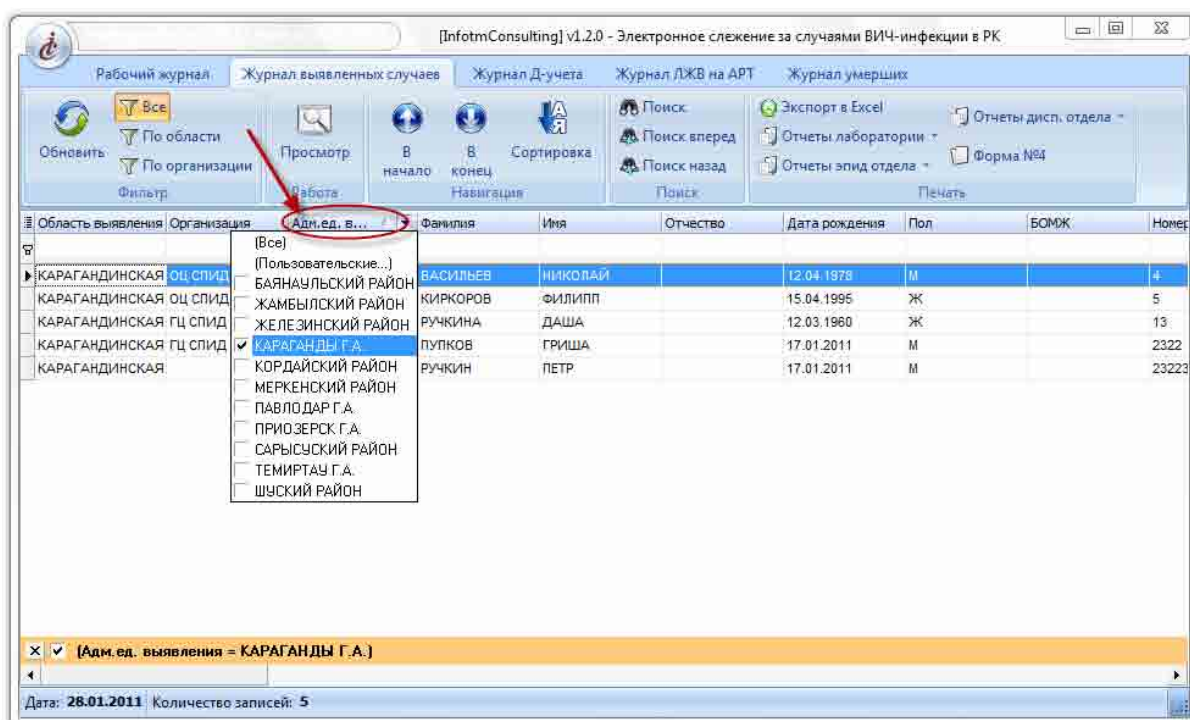 [InfotmConsulting] v1.2.0 - Электронное слежение за случаями ВИЧ-инфекции в РК
Рабочий журнал Журнал выявленных случаев Журнал Д-учета Журнал ЛЖВ на АРТ Журнал умерших
Обновить
Все
По области
По организации
Фильтр
Просмотр
Работа
В начало
В конец
Сортировка
Навигация
Поиск
Поиск вперед
Поиск назад
Поиск
Экспорт в Excel
Отчеты лаборатории
Отчеты эпид отдела
Отчеты дисп. отдела
Форма №4
Печать
Область выявления Организация Адм.ед. в... Фамилия Имя Отчество Дата рождения Пол БОМЖ Номер
КАРАГАНДИНСКАЯ ОЦ СПИД ВАСИЛЬЕВ НИКОЛАЙ 12.04.1978 М 4
КАРАГАНДИНСКАЯ ОЦ СПИД КИРКОРОВ ФИЛИПП 15.04.1995 Ж 5
КАРАГАНДИНСКАЯ ГЦ СПИД РУЧКИНА ДАША 12.03.1960 Ж 13
КАРАГАНДИНСКАЯ ГЦ СПИД ПУПКОВ ГРИША 17.01.2011 М 2322
КАРАГАНДИНСКАЯ РУЧКИН ПЕТР 17.01.2011 М 23223
(Все)
(Пользовательские...)
БАЯНАУЛЬСКИЙ РАЙОН
ЖАМБЫЛСКИЙ РАЙОН
ЖЕЛЕЗИНСКИЙ РАЙОН
КАРАГАНДЫ Г.А.
КОРДАЙСКИЙ РАЙОН
МЕРКЕНСКИЙ РАЙОН
ПАВЛОДАР Г.А.
ПРИОЗЕРСК Г.А.
САРЫСУСКИЙ РАЙОН
ТЕМИРТАУ Г.А.
ШУСКИЙ РАЙОН
(Адм.ед. выявления = КАРАГАНДЫ Г.А.)
Дата: 28.01.2011 Количество записей: 5